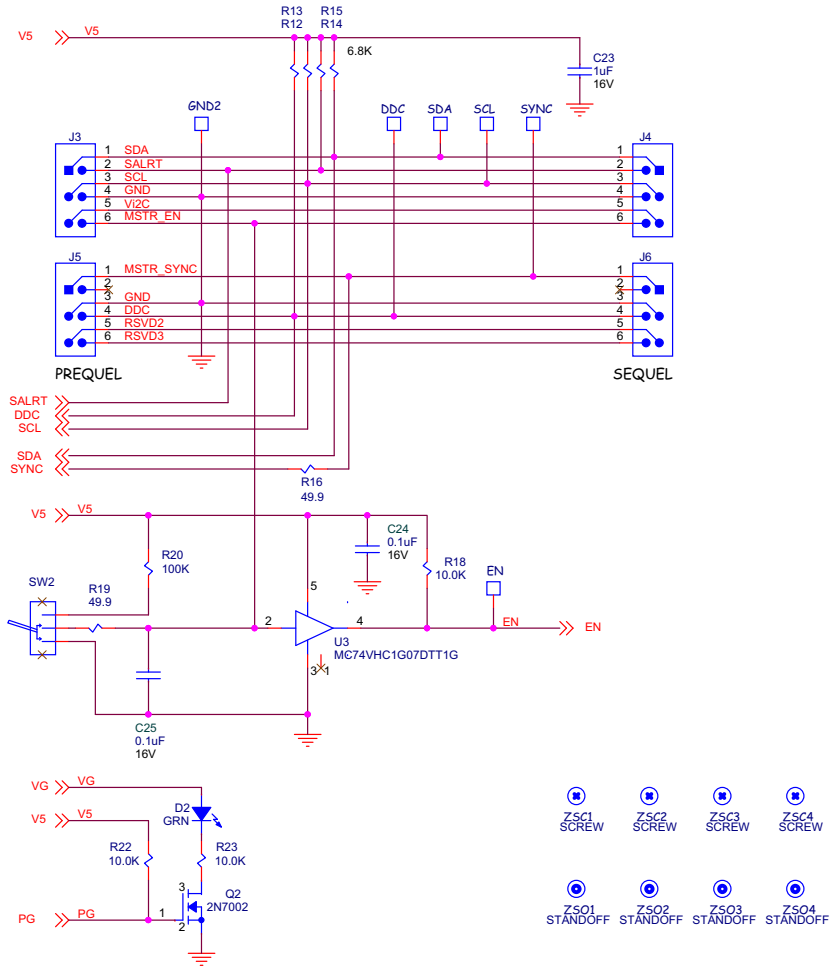 R13 R15
R12 R14
V5 V5
6.8K
C23
1uF
16V
GND2 DDC SDA SCL SYNC
J3 J4
1 SDA 1
2 SALRT 2
3 SCL 3
4 GND 4
5 Vi2C 5
6 MSTR_EN 6
J5 J6
1 MSTR_SYNC 1
2 2
3 GND 3
4 DDC 4
5 RSVD2 5
6 RSVD3 6
PREQUEL SEQUEL
SALRT
DDC
SCL
SDA
SYNC
R16
49.9
V5 V5
C24
0.1uF
16V
R20
100K
R18
10.0K
SW2
R19
49.9
EN
5
2 4
EN EN
U3
MC74VHC1G07DTT1G
3 1
C25
0.1uF
16V
VG VG
D2
GRN
V5 V5
R22
10.0K
R23
10.0K
3
Q2
2N7002
1
2
PG PG
ZSC1 ZSC2 ZSC3 ZSC4
SCREW SCREW SCREW SCREW
ZSO1 ZSO2 ZSO3 ZSO4
STANDOFF STANDOFF STANDOFF STANDOFF